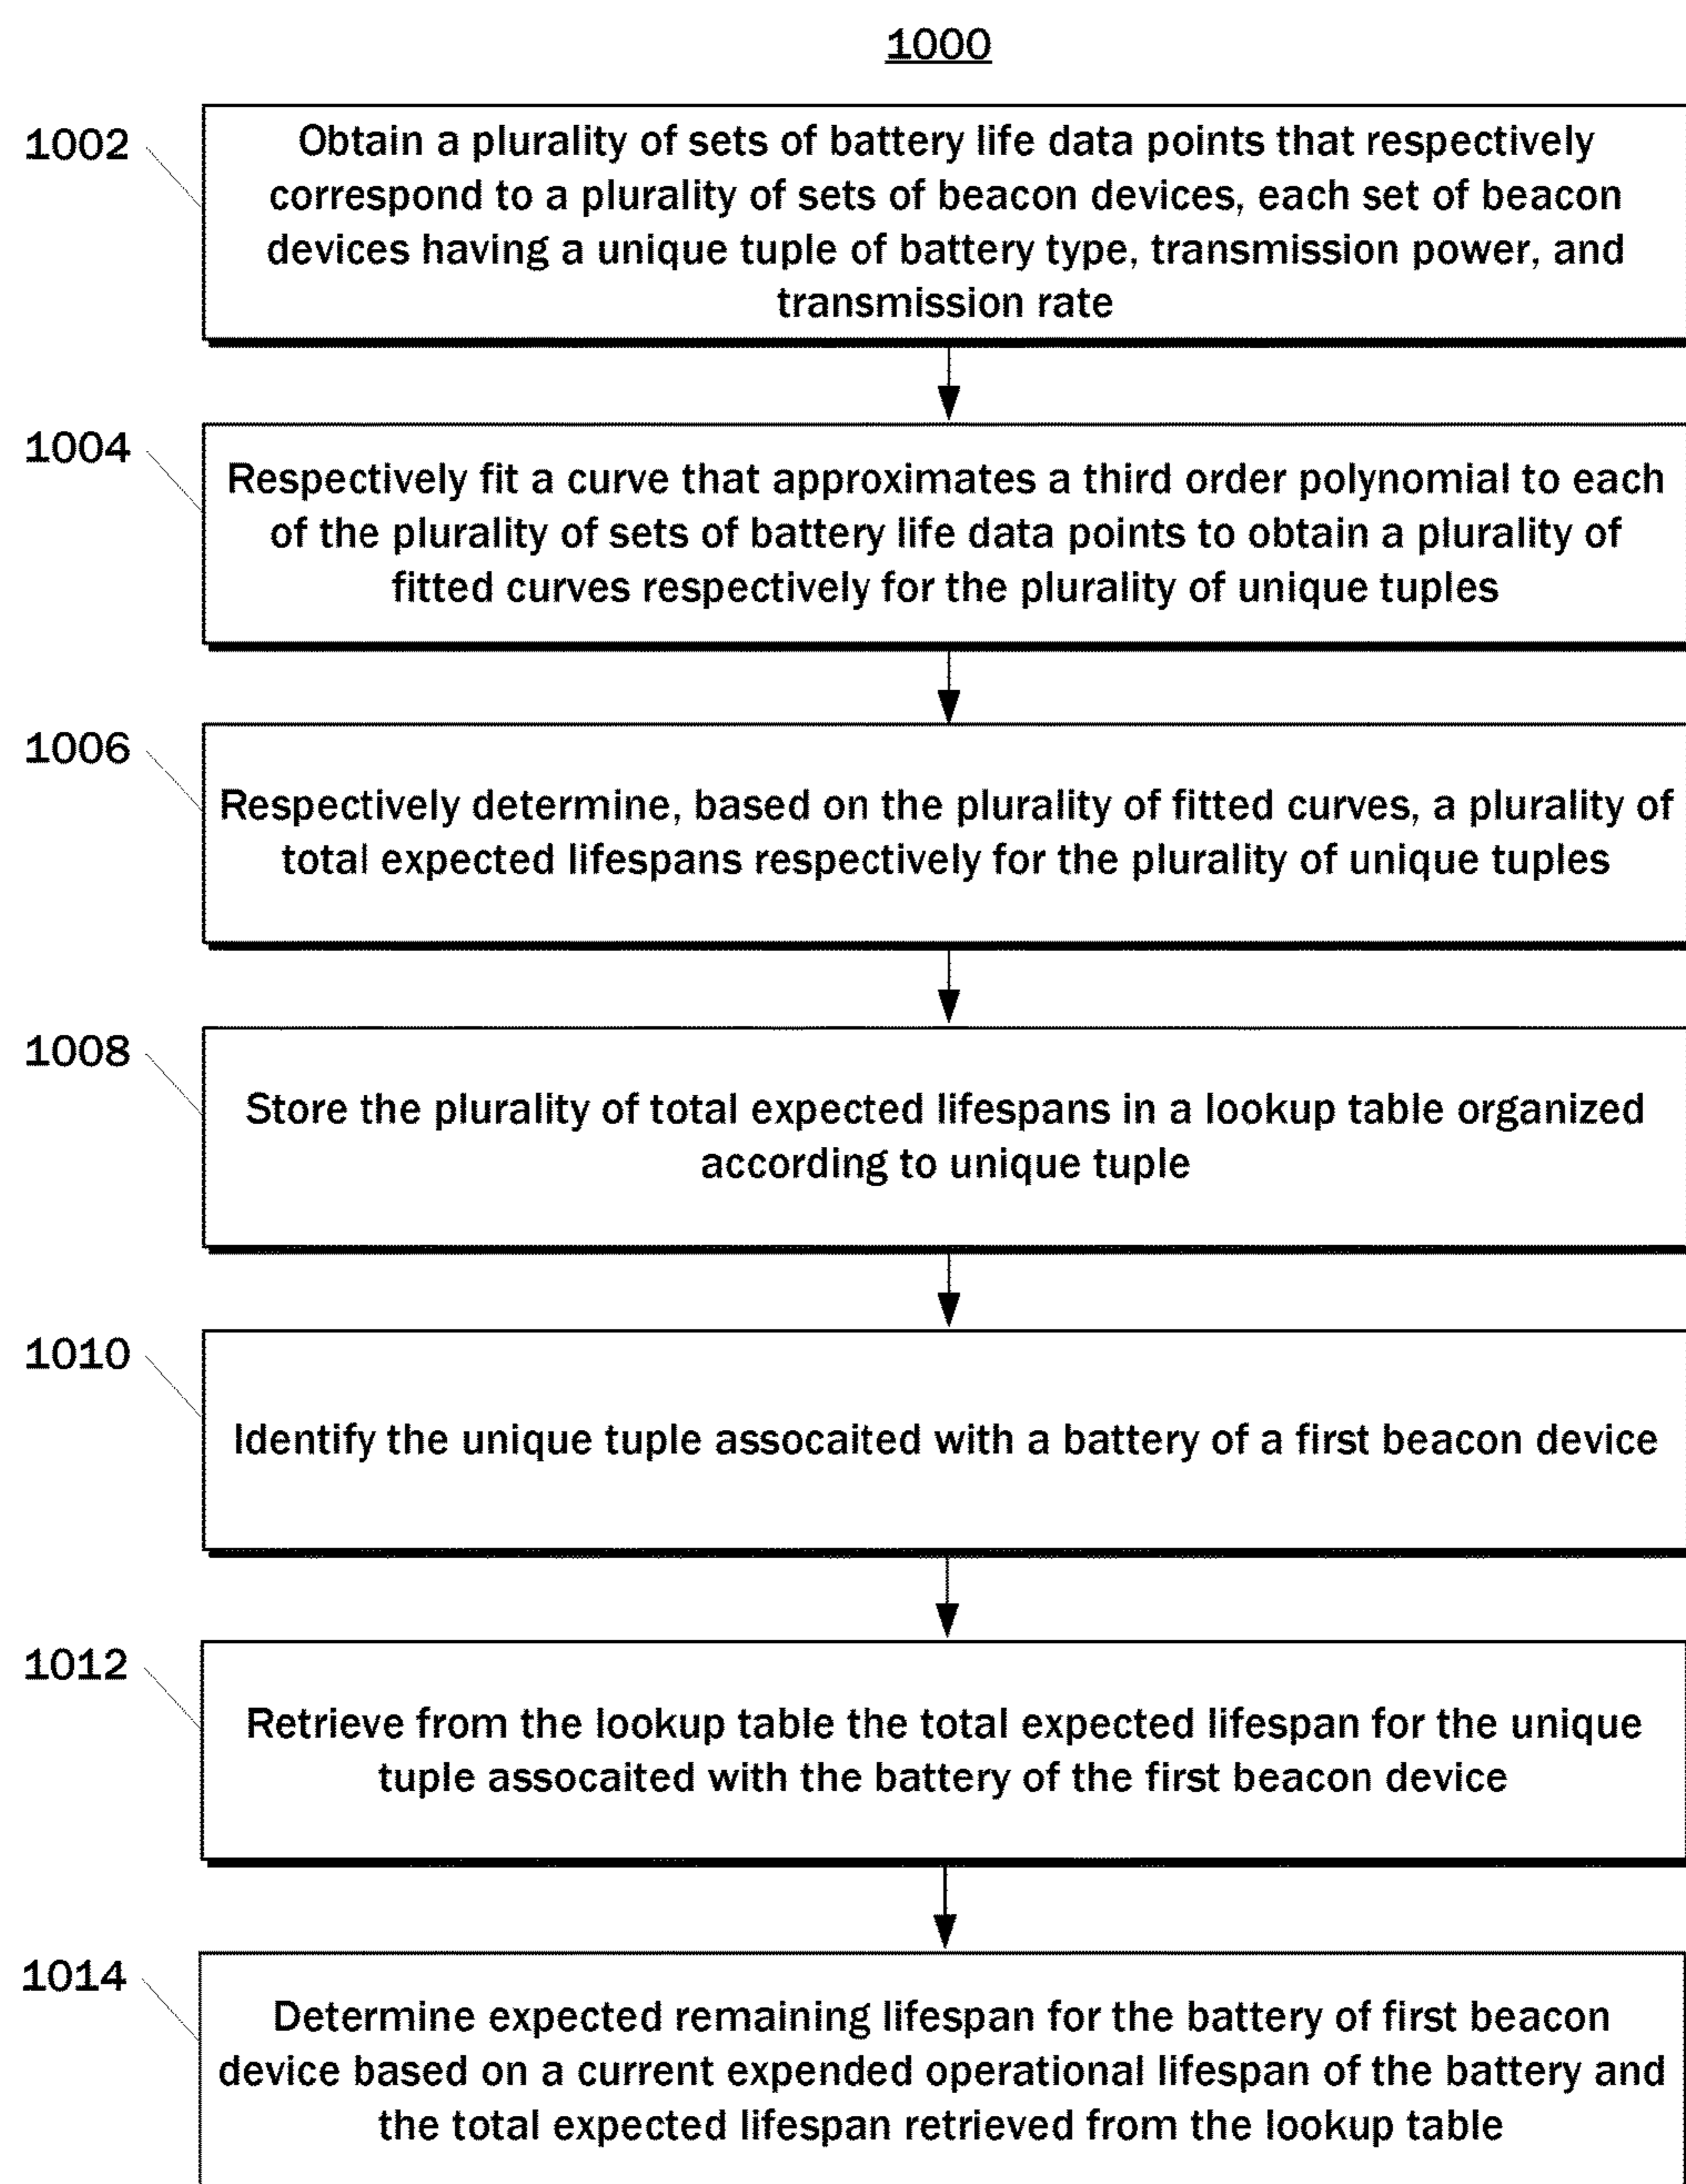 1000
1002
Obtain a plurality of sets of battery life data points that respectively
correspond to a plurality of sets of beacon devices, each set of beacon
devices having a unique tuple of battery type, transmission power, and
transmission rate
1004
Respectively fit a curve that approximates a third order polynomial to each
of the plurality of sets of battery life data points to obtain a plurality of
fitted curves respectively for the plurality of unique tuples
1006
Respectively determine, based on the plurality of fitted curves, a plurality of
total expected lifespans respectively for the plurality of unique tuples
1008
Store the plurality of total expected lifespans in a lookup table organized
according to unique tuple
1010
Identify the unique tuple assocaited with a battery of a first beacon device
1012
Retrieve from the lookup table the total expected lifespan for the unique
tuple assocaited with the battery of the first beacon device
1014
Determine expected remaining lifespan for the battery of first beacon
device based on a current expended operational lifespan of the battery and
the total expected lifespan retrieved from the lookup table